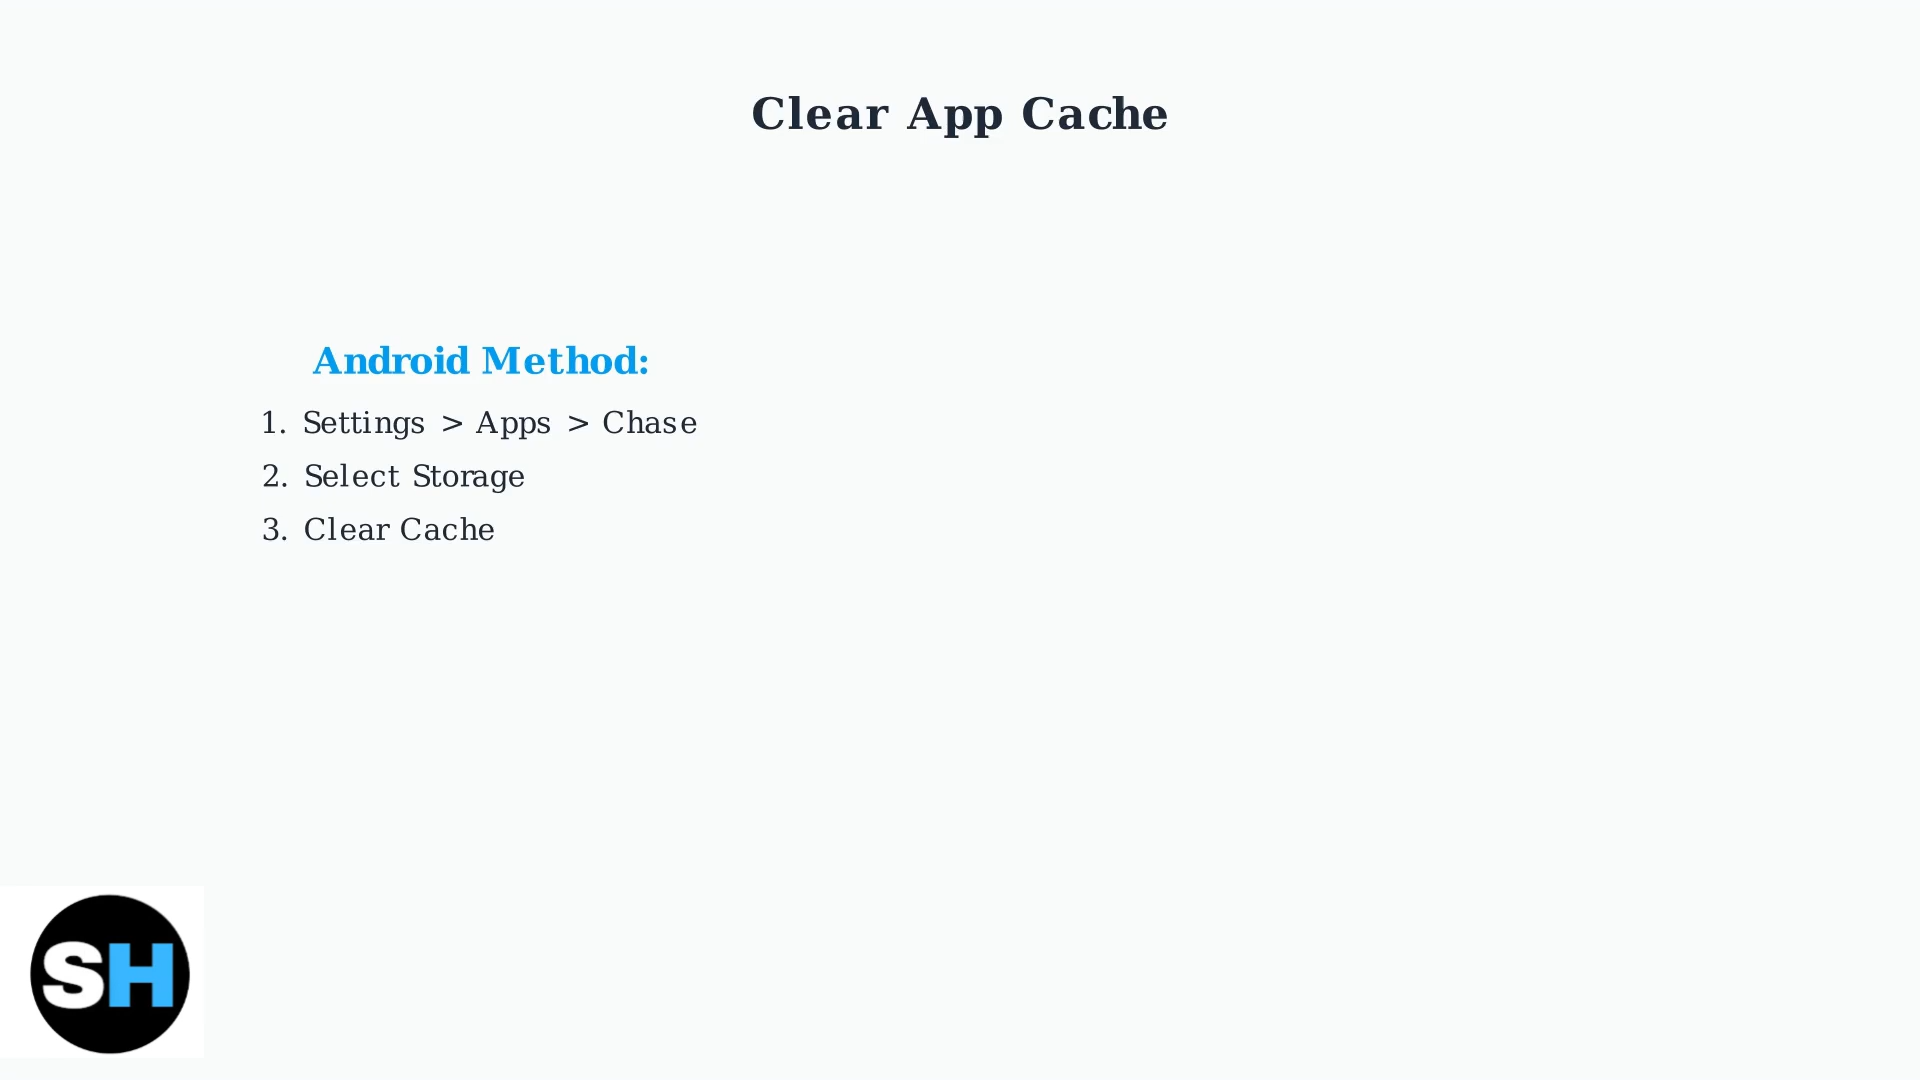 Clear App Cache
Android Method:
1. Settings > Apps > Chase
2. Select Storage
3. Clear Cache
SH